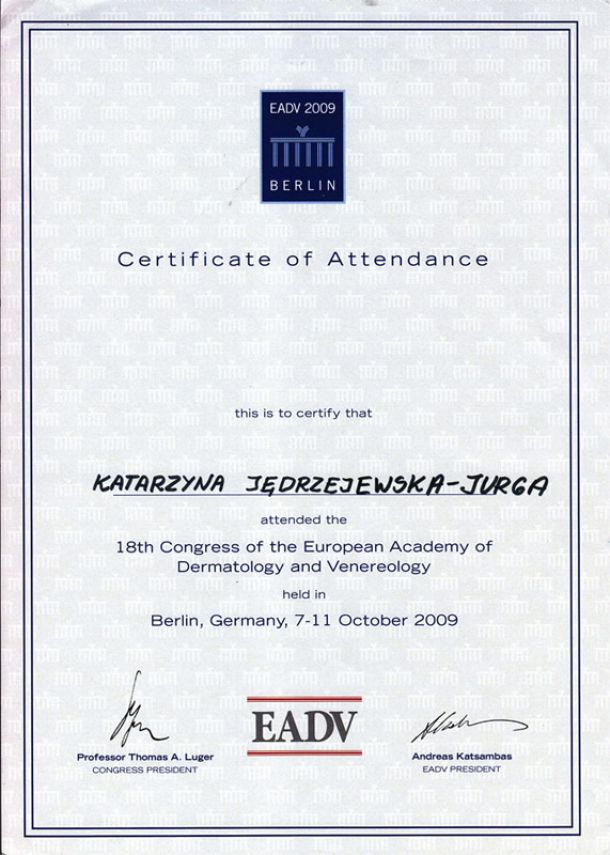 EADV 2009
BERLIN
Certificate of Attendance
this is to certify that
KATARZYNA JĘDRZEJEWSKA-JURGA
attended the
18th Congress of the European Academy of
Dermatology and Venereology
held in
Berlin, Germany, 7-11 October 2009
EADV
Professor Thomas A. Luger
CONGRESS PRESIDENT
Andreas Katsambas
EADV PRESIDENT